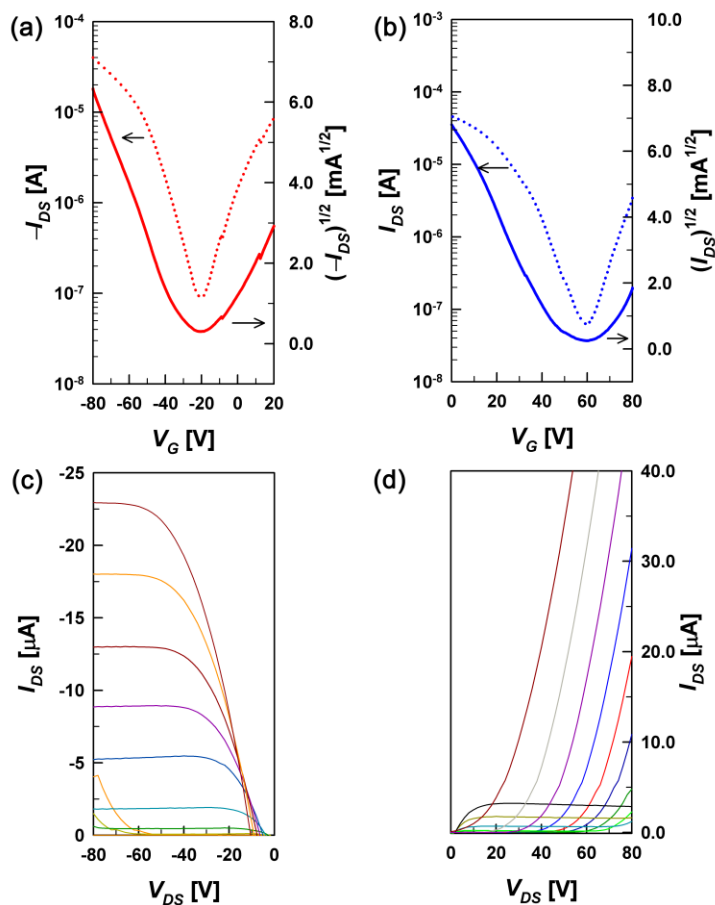 (a)
10⁻⁴
10⁻⁵
10⁻⁶
10⁻⁷
10⁻⁸
–I_DS [A]
8.0
6.0
4.0
2.0
0.0
(–I_DS)^1/2 [mA^1/2]
-80 -60 -40 -20 0 20
V_G [V]
(b)
10⁻³
10⁻⁴
10⁻⁵
10⁻⁶
10⁻⁷
10⁻⁸
I_DS [A]
10.0
8.0
6.0
4.0
2.0
0.0
(I_DS)^1/2 [mA^1/2]
0 20 40 60 80
V_G [V]
(c)
-25
-20
-15
-10
-5
0
I_DS [μA]
-80 -60 -40 -20 0
V_DS [V]
(d)
40.0
30.0
20.0
10.0
0.0
I_DS [μA]
0 20 40 60 80
V_DS [V]